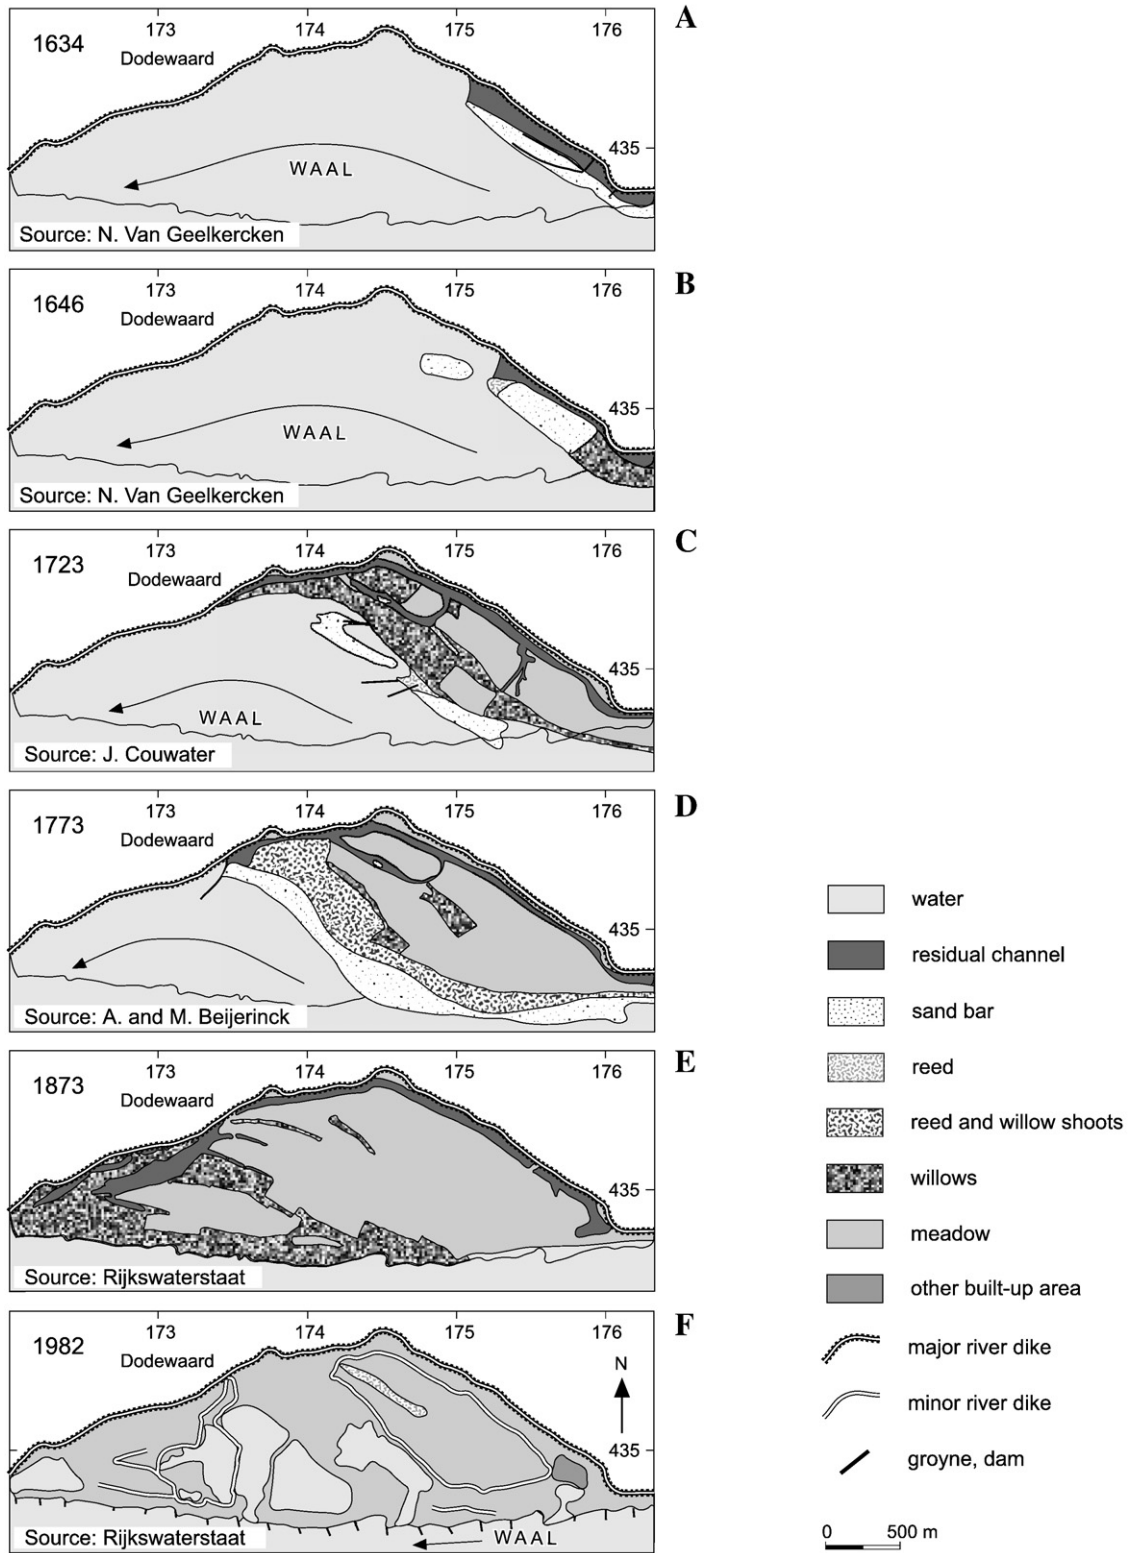 A
173 174 175 176
1634
Dodewaard
435
WAAL
Source: N. Van Geelkercken
B
173 174 175 176
1646
Dodewaard
435
WAAL
Source: N. Van Geelkercken
C
173 174 175 176
1723
Dodewaard
435
WAAL
Source: J. Couwater
D
173 174 175 176
1773
Dodewaard
435
Source: A. and M. Beijerinck
E
173 174 175 176
1873
Dodewaard
435
Source: Rijkswaterstaat
F
173 174 175 176
1982
Dodewaard
N
435
Source: Rijkswaterstaat
WAAL
water
residual channel
sand bar
reed
reed and willow shoots
willows
meadow
other built-up area
major river dike
minor river dike
groyne, dam
0 500 m